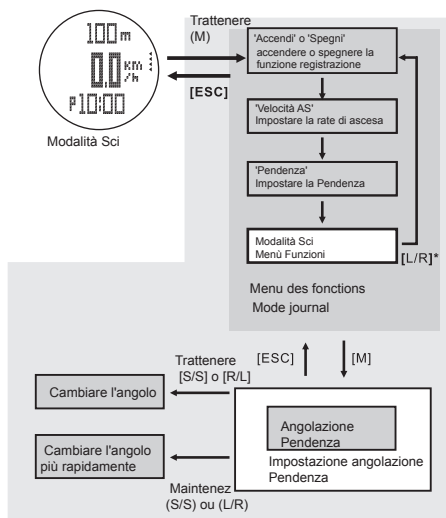 Trattenere
(M)
100 m
0.0 KM/h
P10:00
[ESC]
Modalità Sci
'Accendi' o 'Spegni'
accendere o spegnere la
funzione registrazione
'Velocità AS'
Impostare la rate di ascesa
'Pendenza'
Impostare la Pendenza
Modalità Sci
Menù Funzioni
[L/R]*
Menu des fonctions
Mode journal
[ESC]
[M]
Trattenere
[S/S] o [R/L]
Cambiare l'angolo
Cambiare l'angolo
più rapidamente
Maintenez
(S/S) ou (L/R)
Angolazione
Pendenza
Impostazione angolazione
Pendenza